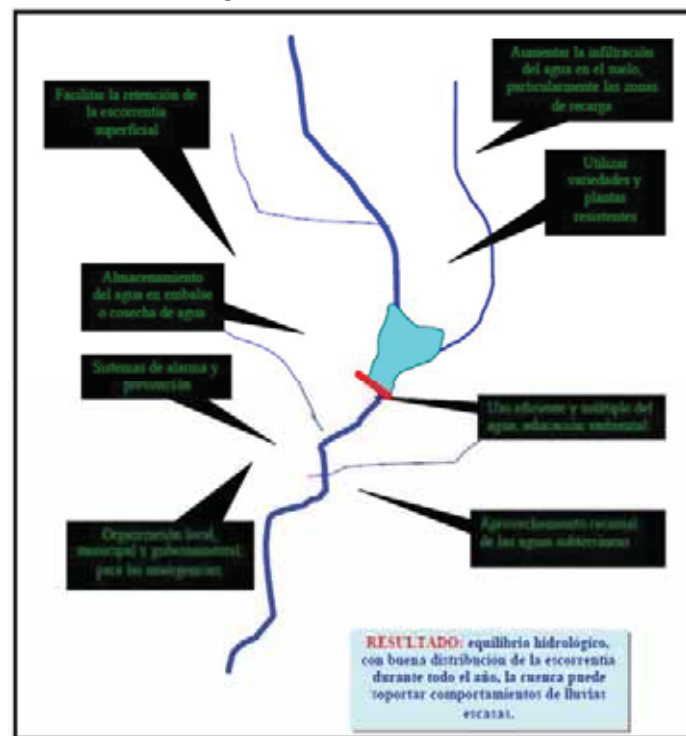 Facilitar la retención de
la escorrentía
superficial
Aumentar la infiltración
del agua en el suelo,
particularmente las zonas
de recarga
Utilizar
variedades y
plantas
resistentes
Almacenamiento
del agua en embalse
o cosecha de agua
Sistemas de alarma y
prevención
Uso eficiente y múltiple del
agua, educación ambiental
Organización local,
municipal y gubernamental
para las emergencias
Aprovechamiento racional
de las aguas subterráneas
RESULTADO: equilibrio hidrológico,
con buena distribución de la escorrentía
durante todo el año, la cuenca puede
soportar comportamientos de lluvias
escasas.